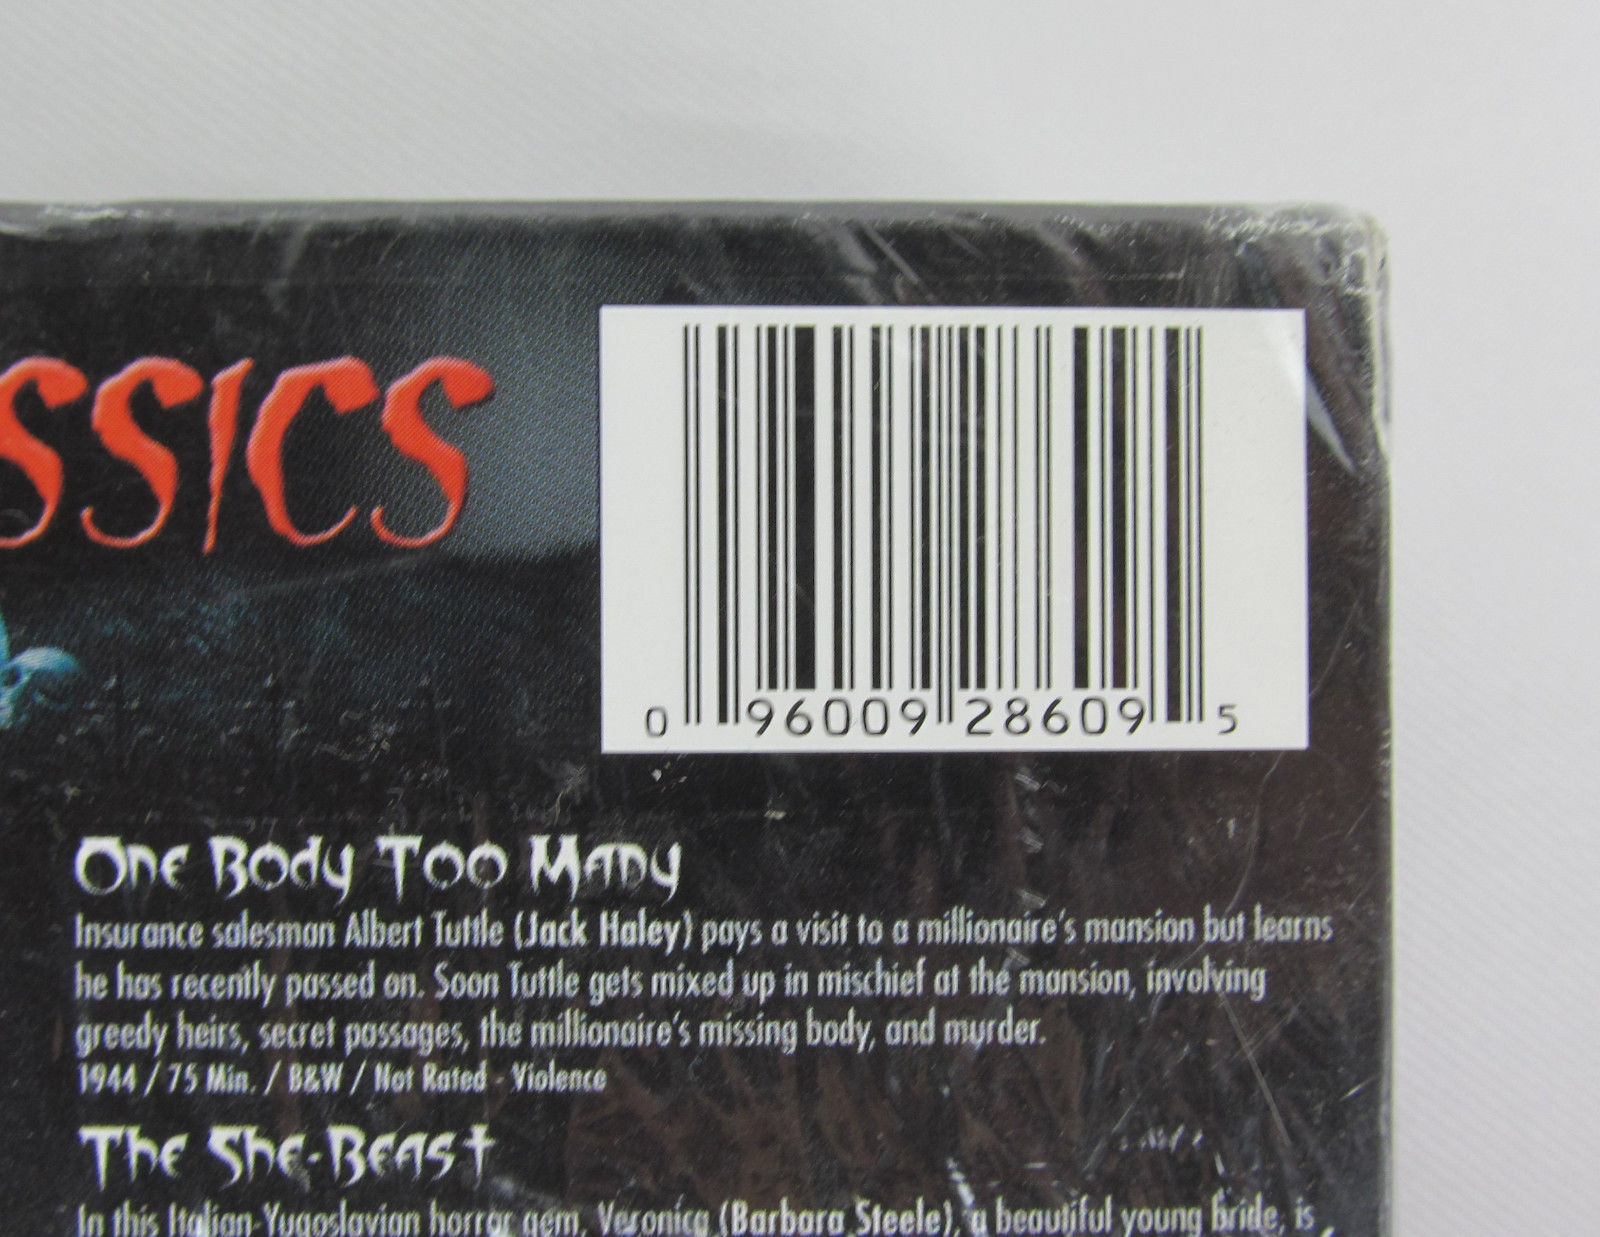 SSICS
0 96009 28609 5
One Body Too Many
Insurance salesman Albert Tuttle (Jack Haley) pays a visit to a millionaire's mansion but learns
he has recently passed on. Soon Tuttle gets mixed up in mischief at the mansion, involving
greedy heirs, secret passages, the millionaire's missing body, and murder.
1944 / 75 Min. / B&W / Not Rated - Violence
The She-Beast
In this Italian-Yugoslavian horror gem, Veronica (Barbara Steele), a beautiful young bride, is